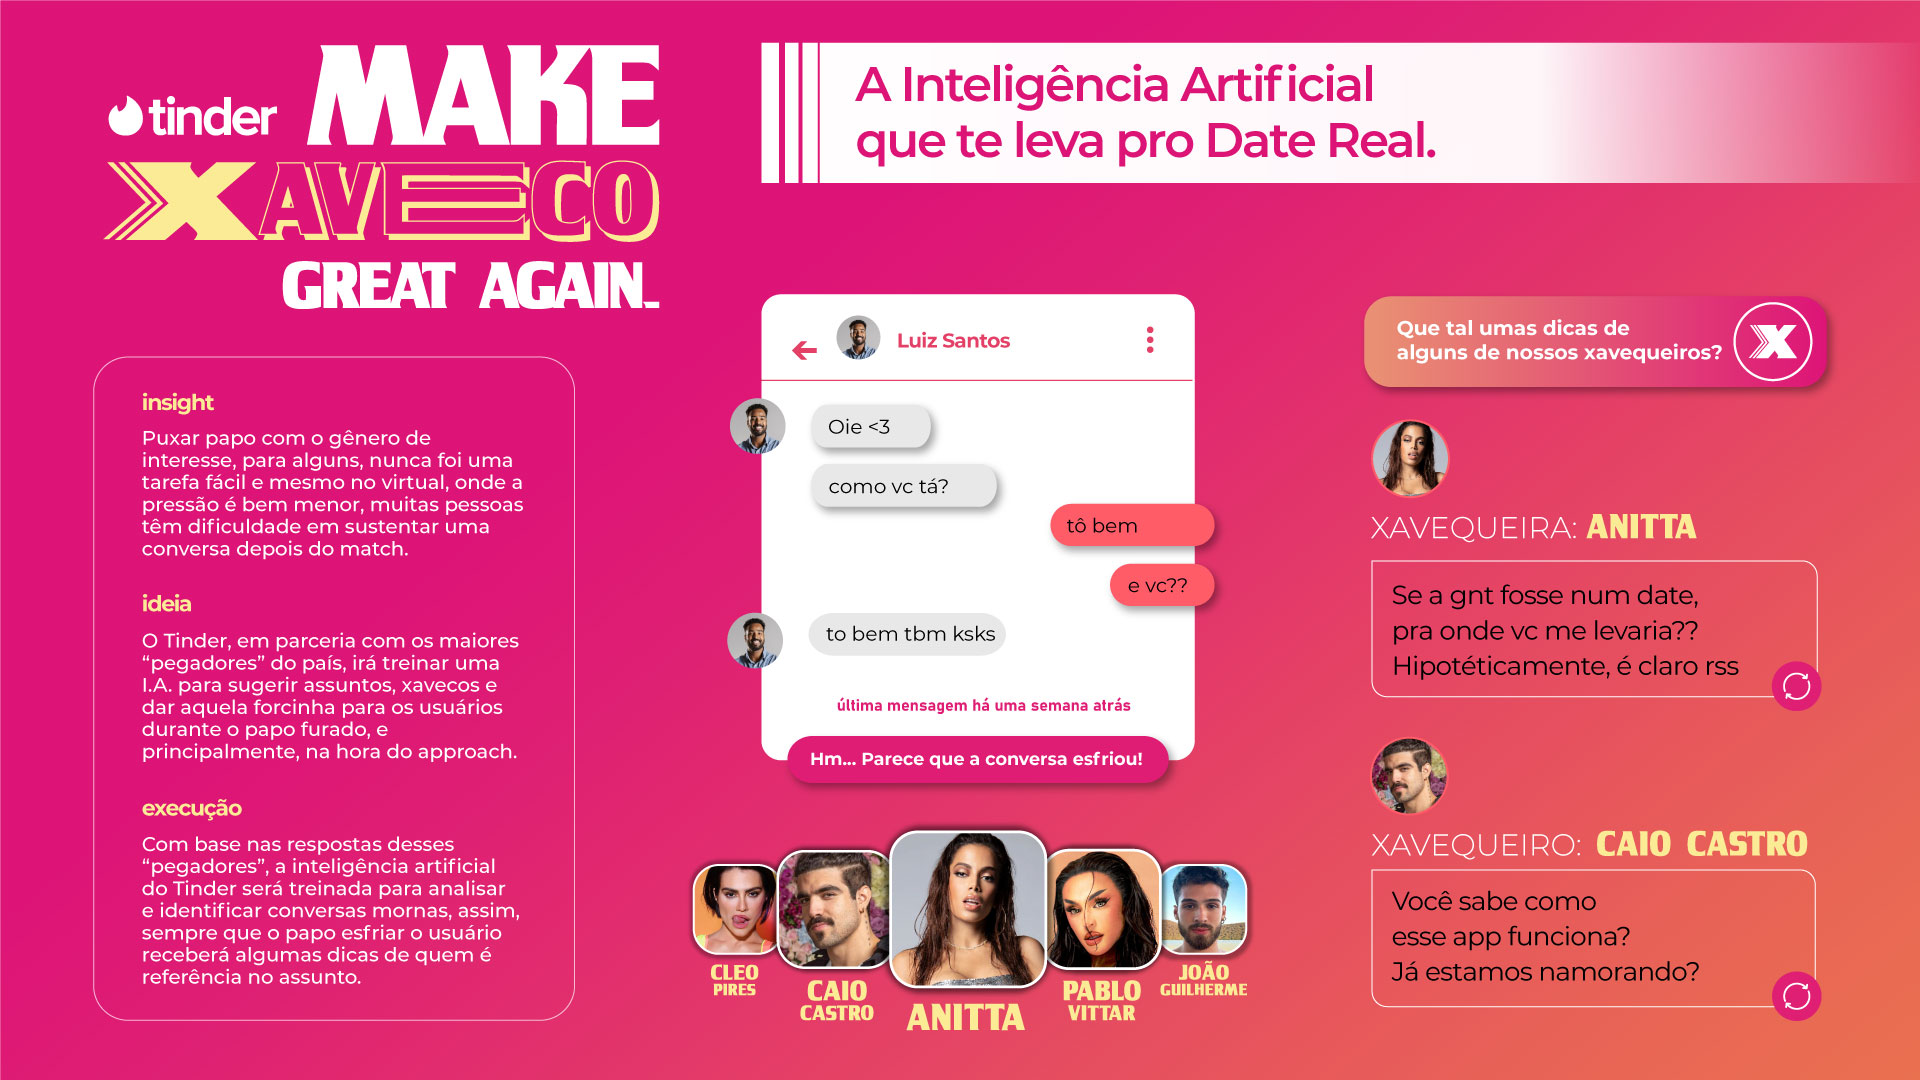 tinder
MAKE
XAVECO
GREAT AGAIN.
A Inteligência Artificial
que te leva pro Date Real.
insight
Puxar papo com o gênero de
interesse, para alguns, nunca foi uma
tarefa fácil e mesmo no virtual, onde a
pressão é bem menor, muitas pessoas
têm dificuldade em sustentar uma
conversa depois do match.
ideia
O Tinder, em parceria com os maiores
“pegadores” do país, irá treinar uma
I.A. para sugerir assuntos, xavecos e
dar aquela forcinha para os usuários
durante o papo furado, e
principalmente, na hora do approach.
execução
Com base nas respostas desses
“pegadores”, a inteligência artificial
do Tinder será treinada para analisar
e identificar conversas mornas, assim,
sempre que o papo esfriar o usuário
receberá algumas dicas de quem é
referência no assunto.
Luiz Santos
Oie <3
como vc tá?
tô bem
e vc??
to bem tbm ksks
última mensagem há uma semana atrás
Hm... Parece que a conversa esfriou!
CLEO
PIRES
CAIO
CASTRO
ANITTA
PABLO
VITTAR
JOÃO
GUILHERME
Que tal umas dicas de
alguns de nossos xavequeiros?
X
XAVEQUEIRA: ANITTA
Se a gnt fosse num date,
pra onde vc me levaria??
Hipotéticamente, é claro rss
XAVEQUEIRO: CAIO CASTRO
Você sabe como
esse app funciona?
Já estamos namorando?